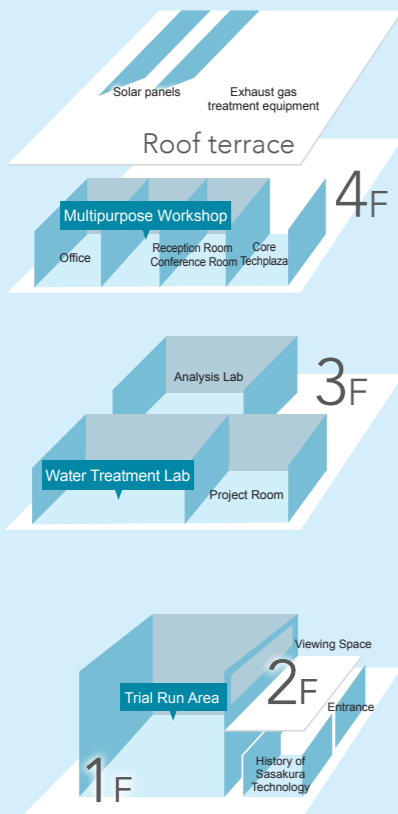 Solar panels
Exhaust gas
treatment equipment
Roof terrace
4F
Multipurpose Workshop
Office
Reception Room
Conference Room
Core
Techplaza
3F
Analysis Lab
Water Treatment Lab
Project Room
Viewing Space
2F
Trial Run Area
Entrance
1F
History of
Sasakura
Technology